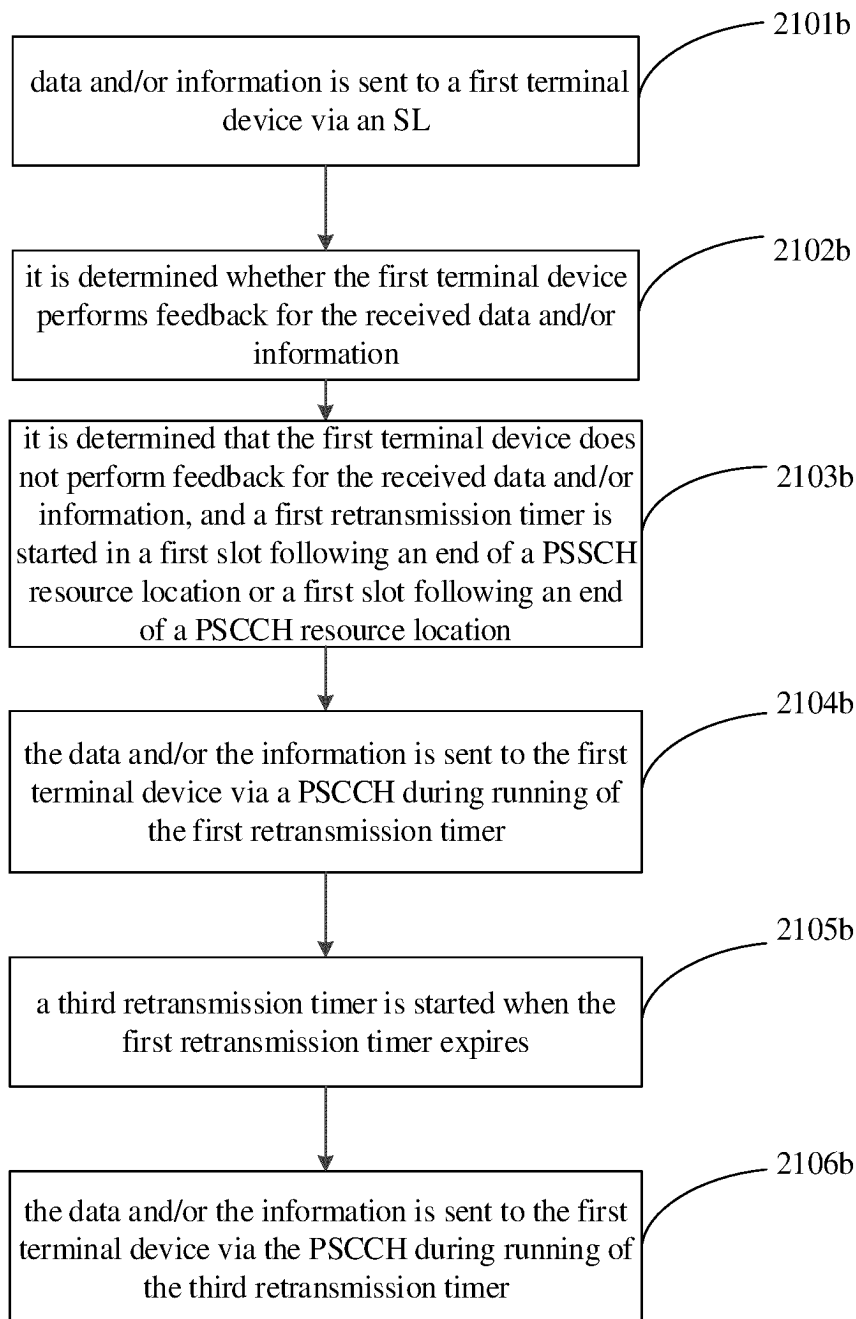 2101b
data and/or information is sent to a first terminal
device via an SL
2102b
it is determined whether the first terminal device
performs feedback for the received data and/or
information
it is determined that the first terminal device does
not perform feedback for the received data and/or
information, and a first retransmission timer is
started in a first slot following an end of a PSSCH
resource location or a first slot following an end
of a PSCCH resource location
2103b
2104b
the data and/or the information is sent to the first
terminal device via a PSCCH during running of
the first retransmission timer
2105b
a third retransmission timer is started when the
first retransmission timer expires
2106b
the data and/or the information is sent to the first
terminal device via the PSCCH during running of
the third retransmission timer